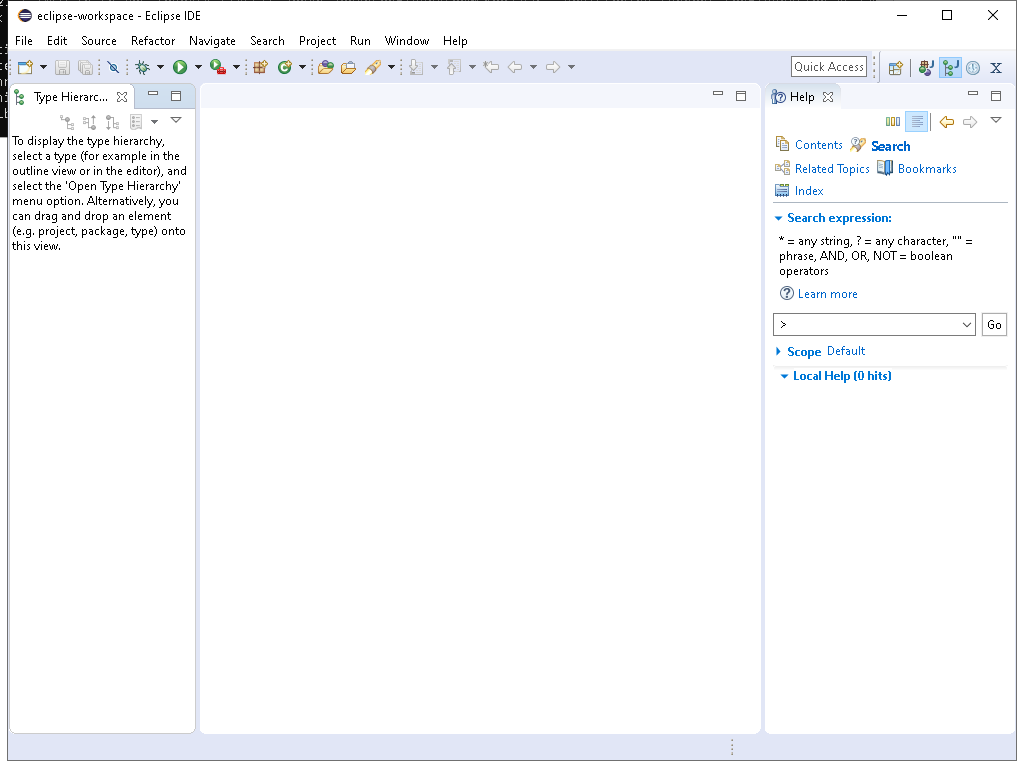 eclipse-workspace - Eclipse IDE
File Edit Source Refactor Navigate Search Project Run Window Help
Quick Access
Type Hierarc...
Help
To display the type hierarchy,
select a type (for example in the
outline view or in the editor), and
select the 'Open Type Hierarchy'
menu option. Alternatively, you
can drag and drop an element
(e.g. project, package, type) onto
this view.
Contents Search
Related Topics Bookmarks
Index
Search expression:
* = any string, ? = any character, "" =
phrase, AND, OR, NOT = boolean
operators
Learn more
> Go
Scope Default
Local Help (0 hits)